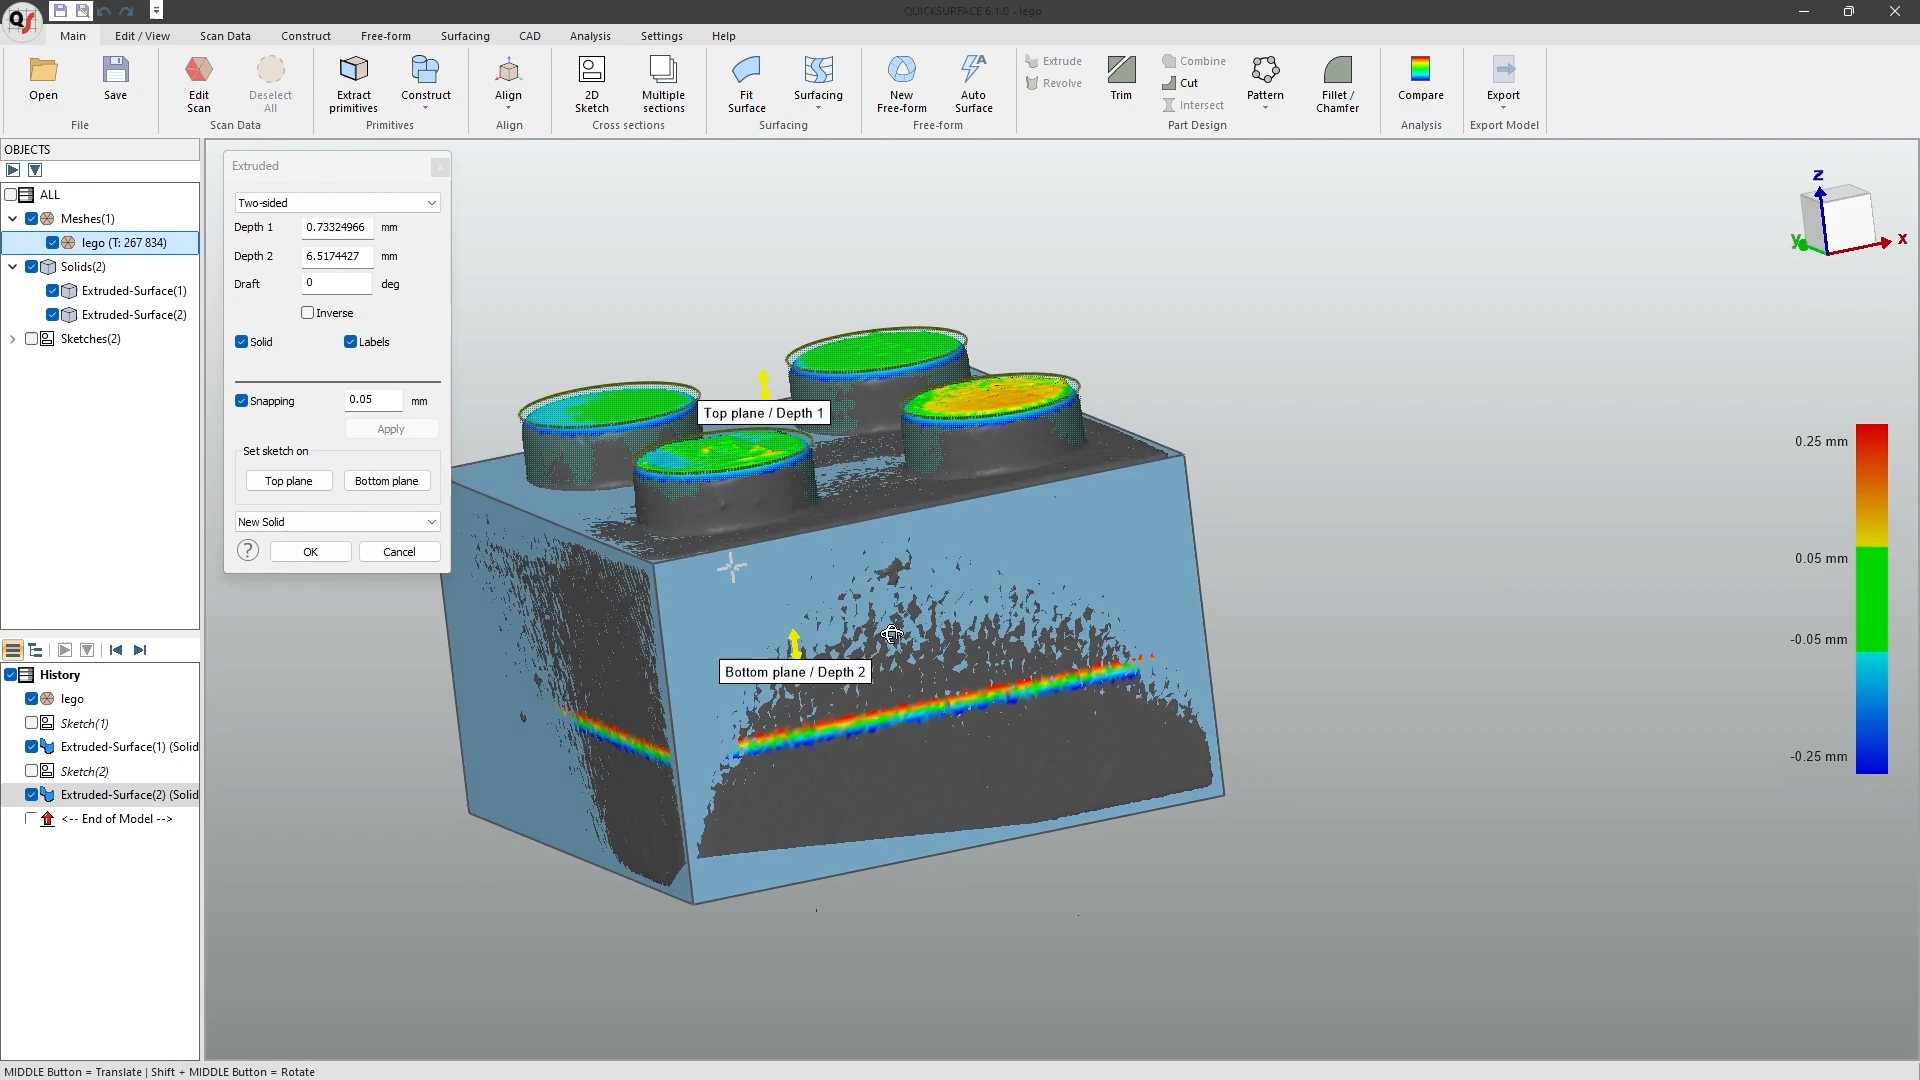 QS
QUICKSURFACE 6.1.0 - lego
Main Edit / View Scan Data Construct Free-form Surfacing CAD Analysis Settings Help
Open
Save
File
Edit
Scan
Deselect
All
Scan Data
Extract
primitives
Construct
Primitives
Align
Align
2D
Sketch
Multiple
sections
Cross sections
Fit
Surface
Surfacing
Surfacing
New
Free-form
Auto
Surface
Free-form
Extrude
Revolve
Trim
Combine
Cut
Intersect
Pattern
Fillet /
Chamfer
Part Design
Compare
Analysis
Export
Export Model
OBJECTS
ALL
Meshes(1)
lego (T: 267 834)
Solids(2)
Extruded-Surface(1)
Extruded-Surface(2)
Sketches(2)
History
lego
Sketch(1)
Extruded-Surface(1) (Solid
Sketch(2)
Extruded-Surface(2) (Solid
<-- End of Model -->
Extruded
Two-sided
Depth 1 0.73324966 mm
Depth 2 6.5174427 mm
Draft 0 deg
Inverse
Solid Labels
Snapping 0.05 mm
Apply
Set sketch on
Top plane Bottom plane
New Solid
? OK Cancel
Top plane / Depth 1
Bottom plane / Depth 2
Z
Y
X
0.25 mm
0.05 mm
-0.05 mm
-0.25 mm
MIDDLE Button = Translate | Shift + MIDDLE Button = Rotate